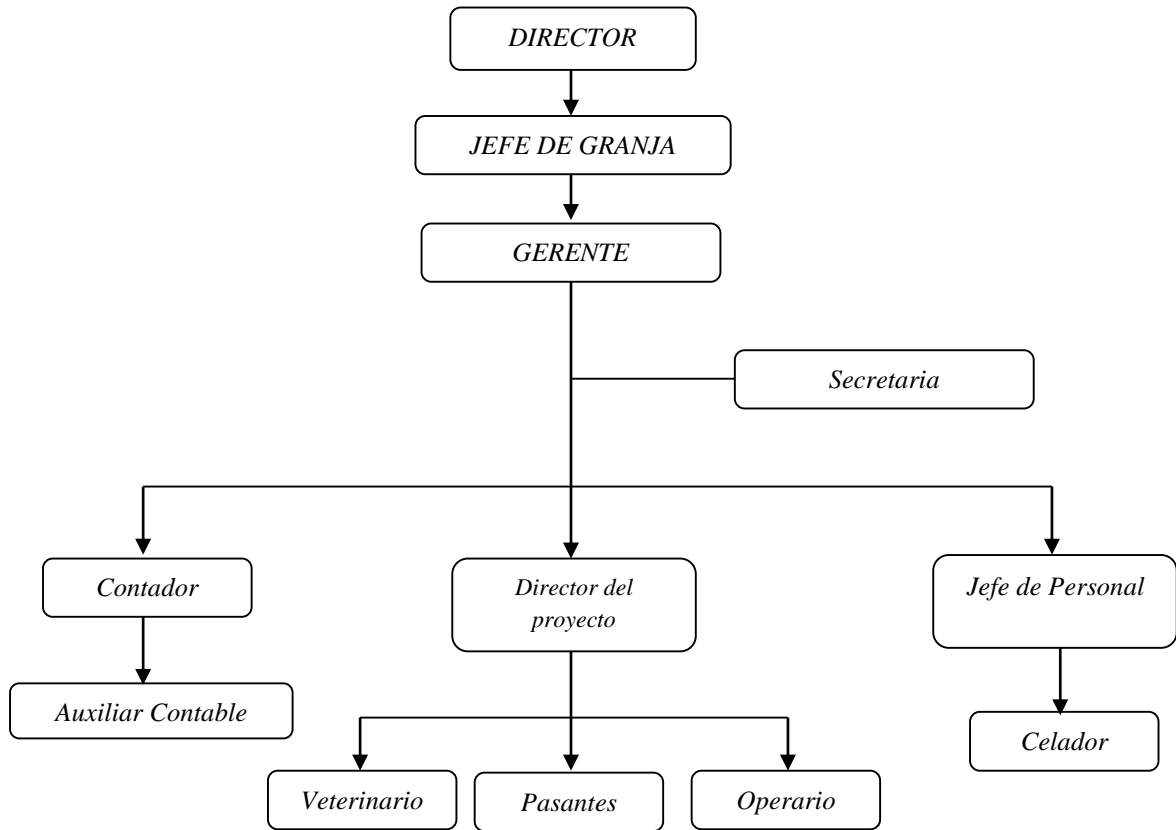 DIRECTOR
JEFE DE GRANJA
GERENTE
Secretaria
Contador
Director del
proyecto
Jefe de Personal
Auxiliar Contable
Celador
Veterinario
Pasantes
Operario